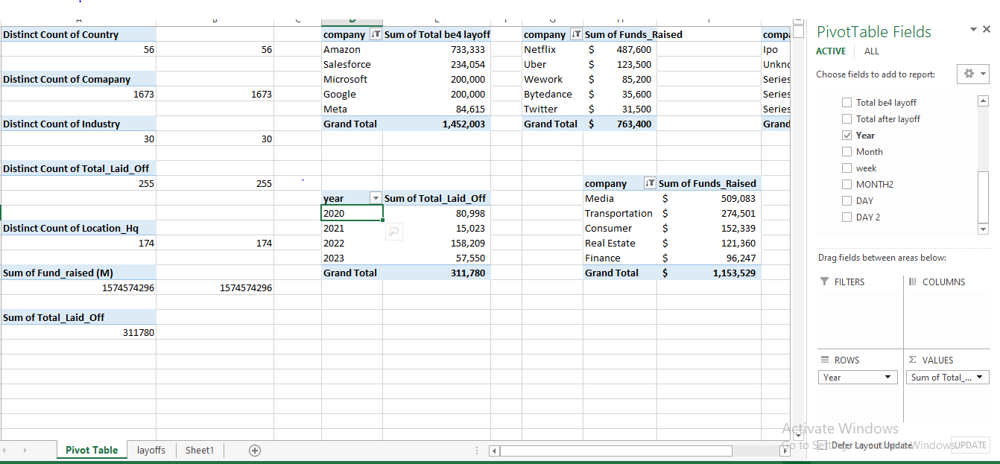 Distinct Count of Country
56 56
Distinct Count of Comapany
1673 1673
Distinct Count of Industry
30 30
Distinct Count of Total_Laid_Off
255 255
Distinct Count of Location_Hq
174 174
Sum of Fund_raised (M)
1574574296 1574574296
Sum of Total_Laid_Off
311780
company Sum of Total be4 layoff
Amazon 733,333
Salesforce 234,054
Microsoft 200,000
Google 200,000
Meta 84,615
Grand Total 1,452,003
year Sum of Total_Laid_Off
2020 80,998
2021 15,023
2022 158,209
2023 57,550
Grand Total 311,780
company Sum of Funds_Raised
Netflix $ 487,600
Uber $ 123,500
Wework $ 85,200
Bytedance $ 35,600
Twitter $ 31,500
Grand Total $ 763,400
company Sum of Funds_Raised
Media $ 509,083
Transportation $ 274,501
Consumer $ 152,339
Real Estate $ 121,360
Finance $ 96,247
Grand Total $ 1,153,529
Ipo
Series
Series
Series
Grand
PivotTable Fields
ACTIVE ALL
Choose fields to add to report:
Total be4 layoff
Total after layoff
Year
Month
week
MONTH2
DAY
DAY 2
Drag fields between areas below:
FILTERS COLUMNS
ROWS Σ VALUES
Year Sum of Total_...
Activate Windows
Go to Settings to activate Windows.
Defer Layout Update UPDATE
Pivot Table layoffs Sheet1